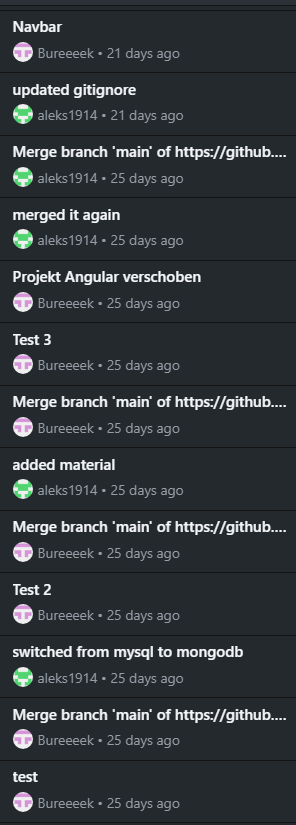 Navbar
Bureeeek • 21 days ago
updated gitignore
aleks1914 • 21 days ago
Merge branch 'main' of https://github....
aleks1914 • 25 days ago
merged it again
aleks1914 • 25 days ago
Projekt Angular verschoben
Bureeeek • 25 days ago
Test 3
Bureeeek • 25 days ago
Merge branch 'main' of https://github....
Bureeeek • 25 days ago
added material
aleks1914 • 25 days ago
Merge branch 'main' of https://github....
Bureeeek • 25 days ago
Test 2
Bureeeek • 25 days ago
switched from mysql to mongodb
aleks1914 • 25 days ago
Merge branch 'main' of https://github....
Bureeeek • 25 days ago
test
Bureeeek • 25 days ago